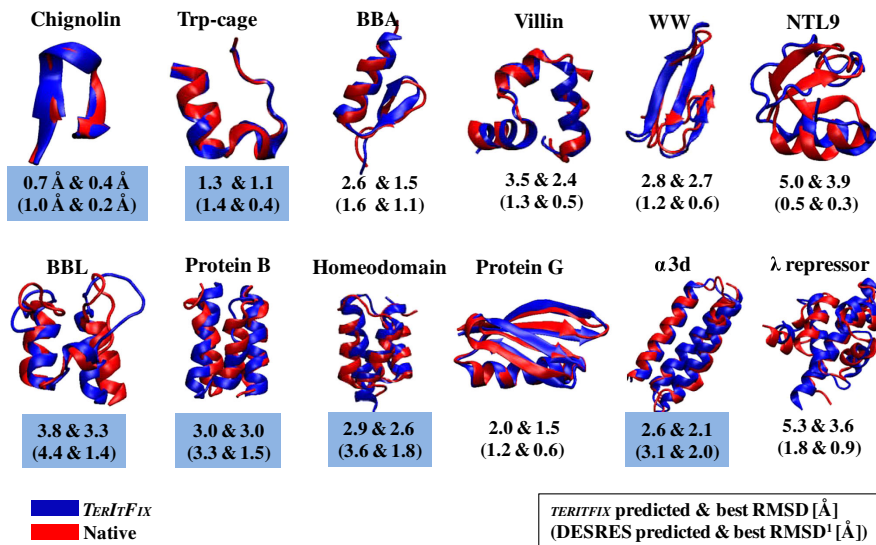 Chignolin Trp-cage BBA Villin WW NTL9
0.7 Å & 0.4 Å 1.3 & 1.1 2.6 & 1.5 3.5 & 2.4 2.8 & 2.7 5.0 & 3.9
(1.0 Å & 0.2 Å) (1.4 & 0.4) (1.6 & 1.1) (1.3 & 0.5) (1.2 & 0.6) (0.5 & 0.3)
BBL Protein B Homeodomain Protein G α3d λ repressor
3.8 & 3.3 3.0 & 3.0 2.9 & 2.6 2.0 & 1.5 2.6 & 2.1 5.3 & 3.6
(4.4 & 1.4) (3.3 & 1.5) (3.6 & 1.8) (1.2 & 0.6) (3.1 & 2.0) (1.8 & 0.9)
TERITFIX
Native
TERITFIX predicted & best RMSD [Å]
(DESRES predicted & best RMSD¹ [Å])